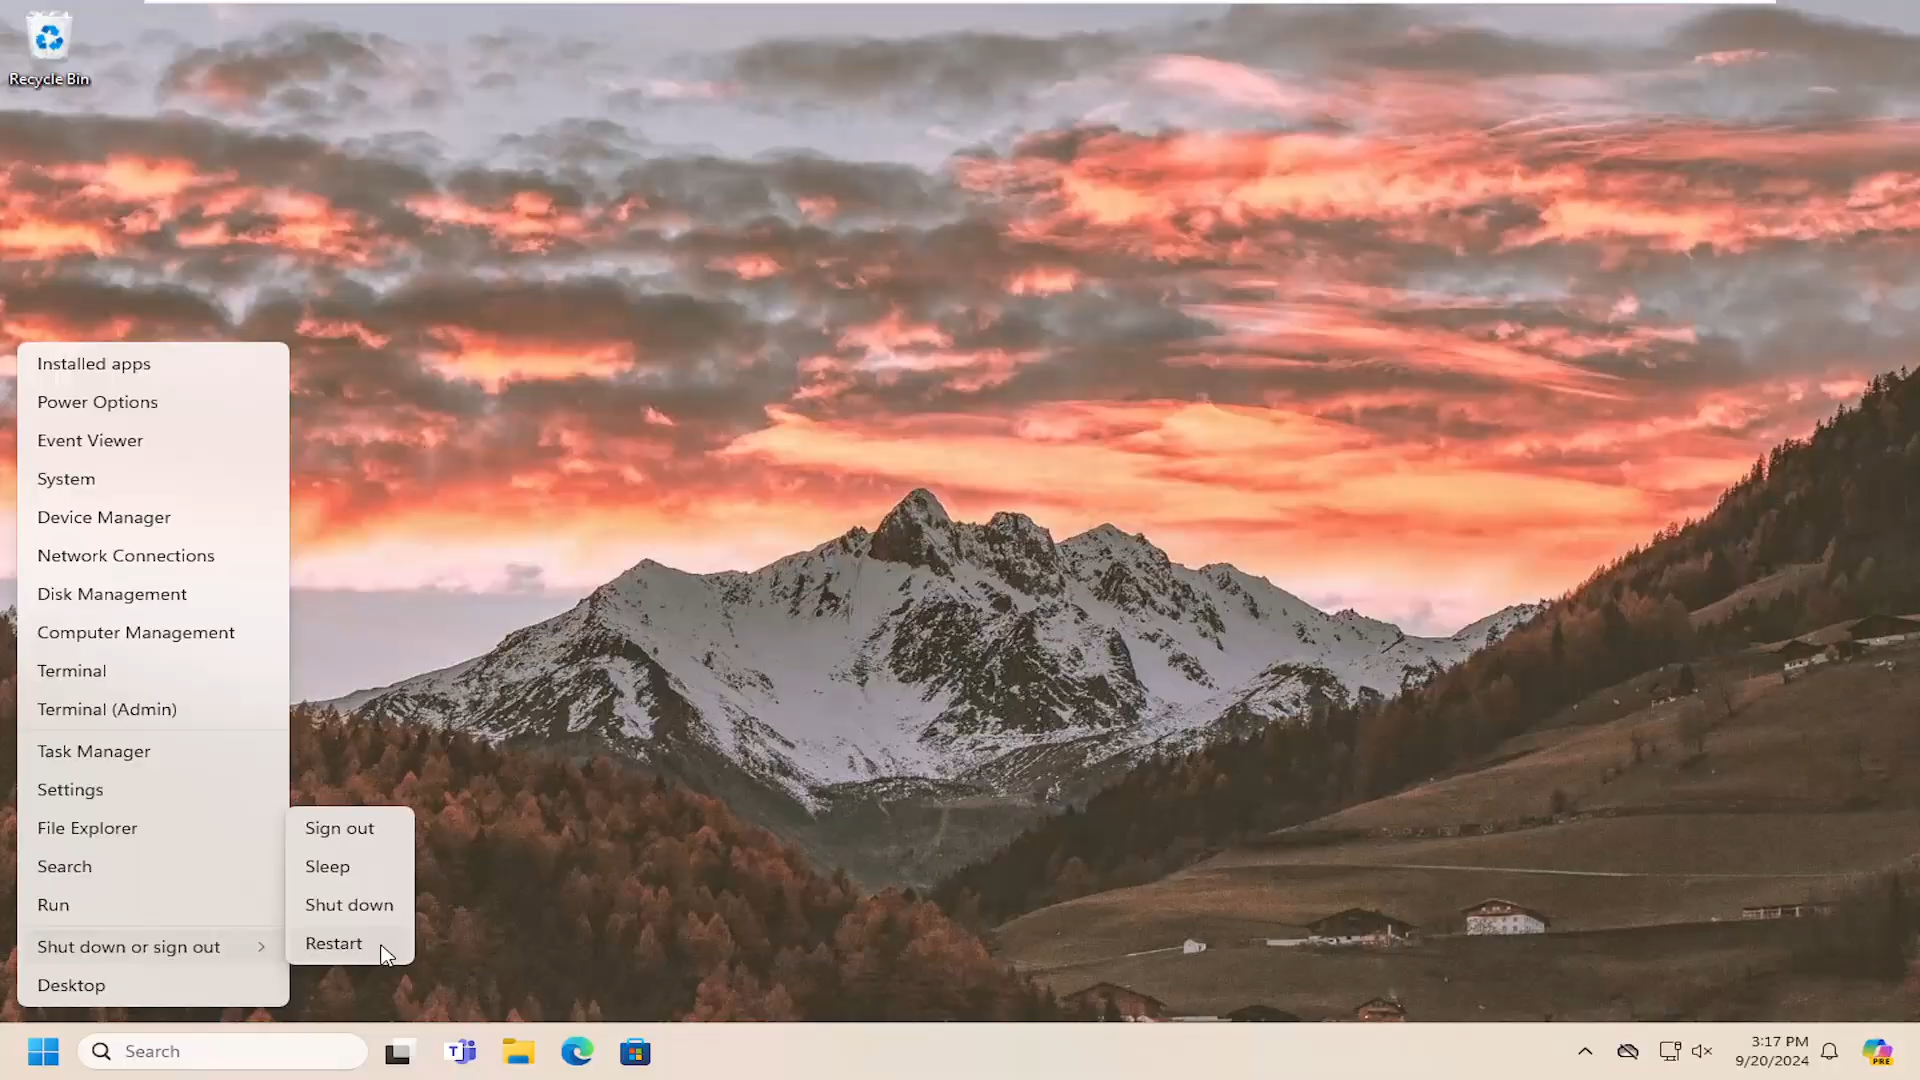 Recycle Bin
Installed apps
Power Options
Event Viewer
System
Device Manager
Network Connections
Disk Management
Computer Management
Terminal
Terminal (Admin)
Task Manager
Settings
File Explorer
Search
Run
Shut down or sign out
Desktop
Sign out
Sleep
Shut down
Restart
Search
T
3:17 PM
9/20/2024
PRE